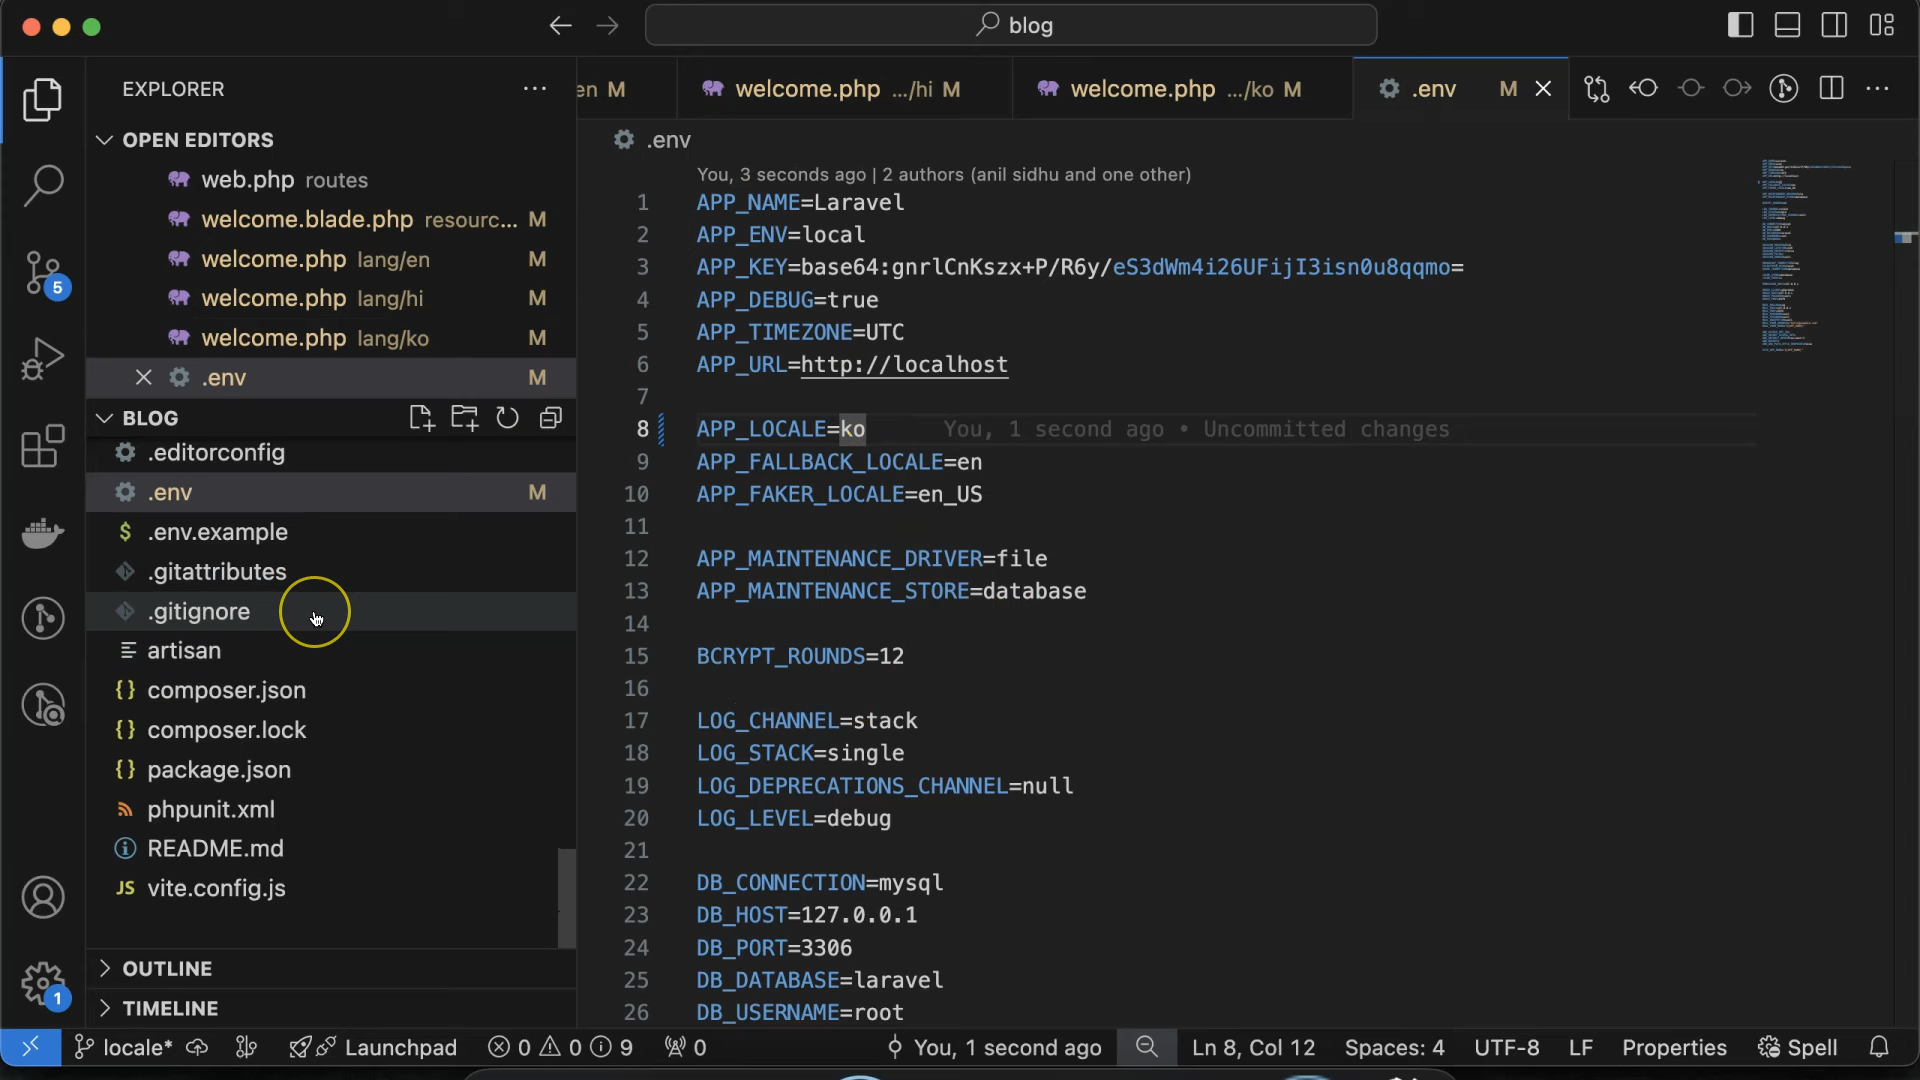 blog
EXPLORER
OPEN EDITORS
web.php routes
welcome.blade.php resourc... M
welcome.php lang/en M
welcome.php lang/hi M
welcome.php lang/ko M
.env M
BLOG
.editorconfig
.env M
.env.example
.gitattributes
.gitignore
artisan
composer.json
composer.lock
package.json
phpunit.xml
README.md
JS vite.config.js
OUTLINE
TIMELINE
5
1
en M
welcome.php .../hi M
welcome.php .../ko M
.env M
.env
You, 3 seconds ago | 2 authors (anil sidhu and one other)
1 APP_NAME=Laravel
2 APP_ENV=local
3 APP_KEY=base64:gnrlCnKszx+P/R6y/eS3dWm4i26UFijI3isn0u8qqmo=
4 APP_DEBUG=true
5 APP_TIMEZONE=UTC
6 APP_URL=http://localhost
7
8 APP_LOCALE=ko You, 1 second ago • Uncommitted changes
9 APP_FALLBACK_LOCALE=en
10 APP_FAKER_LOCALE=en_US
11
12 APP_MAINTENANCE_DRIVER=file
13 APP_MAINTENANCE_STORE=database
14
15 BCRYPT_ROUNDS=12
16
17 LOG_CHANNEL=stack
18 LOG_STACK=single
19 LOG_DEPRECATIONS_CHANNEL=null
20 LOG_LEVEL=debug
21
22 DB_CONNECTION=mysql
23 DB_HOST=127.0.0.1
24 DB_PORT=3306
25 DB_DATABASE=laravel
26 DB_USERNAME=root
locale* Launchpad 0 0 9 0 You, 1 second ago Ln 8, Col 12 Spaces: 4 UTF-8 LF Properties Spell